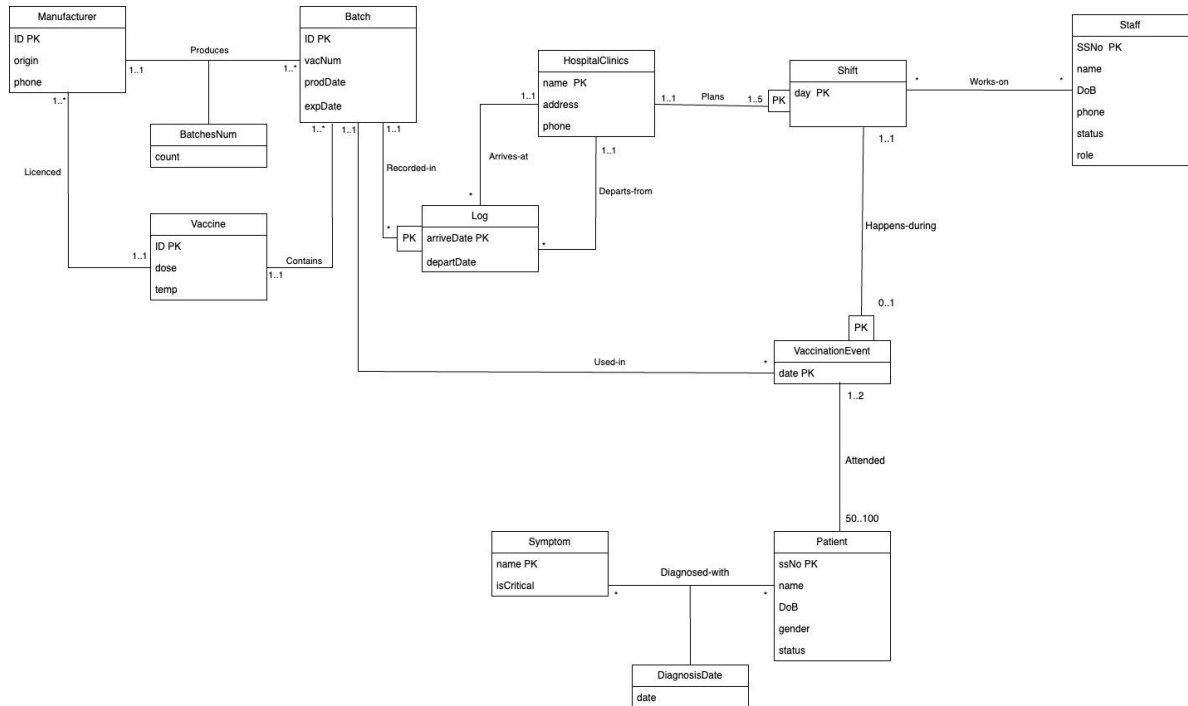 Manufacturer
ID PK
origin
phone
1..1
Produces
1..*
Batch
ID PK
vacNum
prodDate
expDate
BatchesNum
count
1..*
Licenced
1..1
Vaccine
ID PK
dose
temp
1..1
Contains
1..*
1..1
1..1
Recorded-in
*
PK
Log
arriveDate PK
departDate
*
Arrives-at
1..1
HospitalClinics
name PK
address
phone
1..1
Departs-from
*
1..1
Plans
1..5
PK
Shift
day PK
*
Works-on
*
Staff
SSNo PK
name
DoB
phone
status
role
1..1
Happens-during
0..1
PK
VaccinationEvent
date PK
Used-in
*
1..2
Attended
50..100
Patient
ssNo PK
name
DoB
gender
status
Symptom
name PK
isCritical
*
Diagnosed-with
*
DiagnosisDate
date